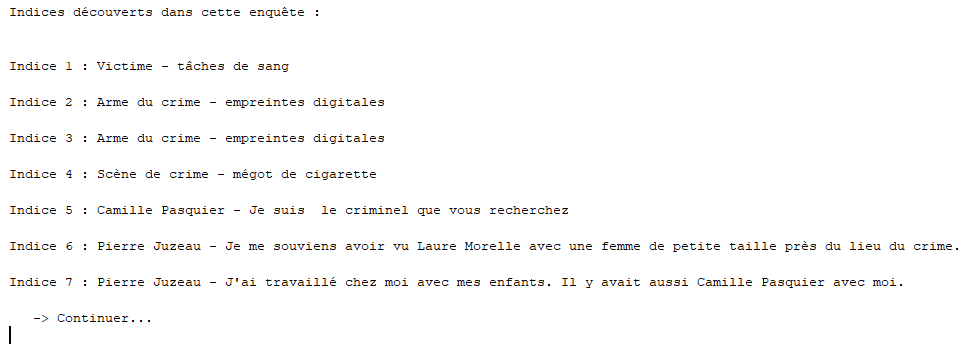 Indices découverts dans cette enquête :
Indice 1 : Victime - tâches de sang
Indice 2 : Arme du crime - empreintes digitales
Indice 3 : Arme du crime - empreintes digitales
Indice 4 : Scène de crime - mégot de cigarette
Indice 5 : Camille Pasquier - Je suis  le criminel que vous recherchez
Indice 6 : Pierre Juzeau - Je me souviens avoir vu Laure Morelle avec une femme de petite taille près du lieu du crime.
Indice 7 : Pierre Juzeau - J'ai travaillé chez moi avec mes enfants. Il y avait aussi Camille Pasquier avec moi.
-> Continuer...